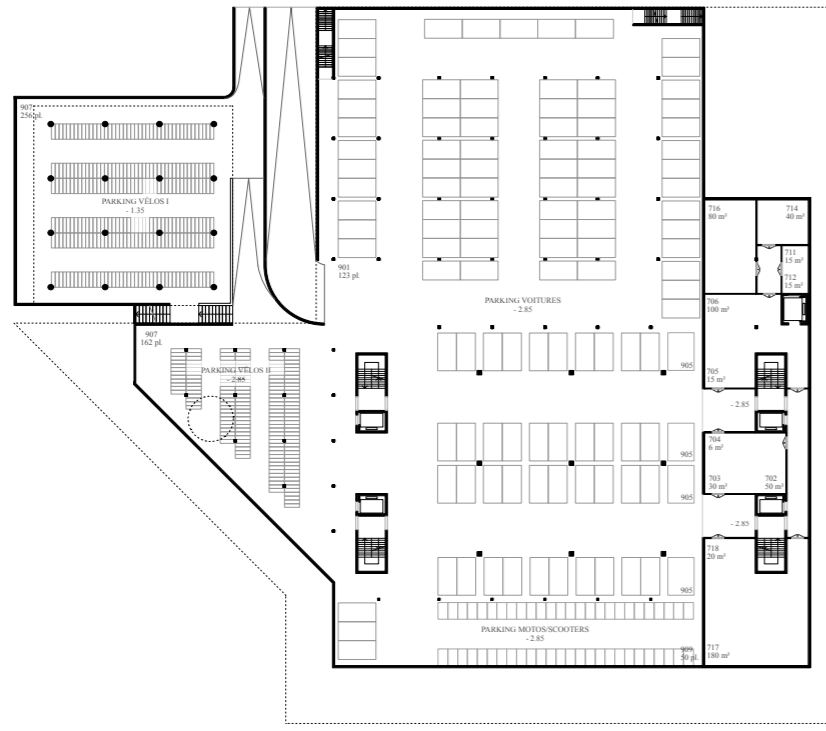 907
256 pl.
PARKING VÉLOS I
- 1.35
716
80 m²
714
40 m²
711
15 m²
712
15 m²
901
123 pl.
PARKING VOITURES
- 2.85
706
100 m²
907
162 pl.
PARKING VÉLOS II
- 2.85
905
705
15 m²
- 2.85
905
704
6 m²
905
703
30 m²
702
50 m²
- 2.85
718
20 m²
905
PARKING MOTOS/SCOOTERS
- 2.85
909
50 pl.
717
180 m²